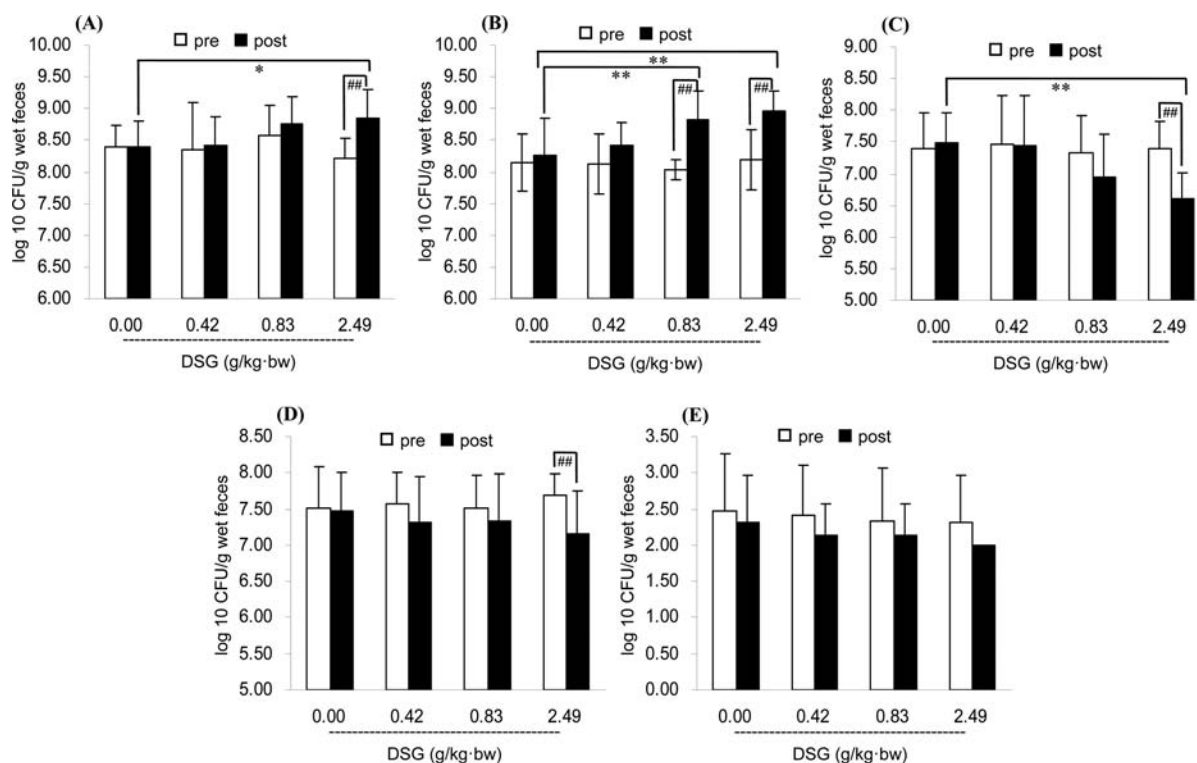 (A)
pre post
log 10 CFU/g wet feces
10.00
9.50
9.00
8.50
8.00
7.50
7.00
6.50
6.00
*
##
0.00 0.42 0.83 2.49
DSG (g/kg·bw)
(B)
pre post
log 10 CFU/g wet feces
10.00
9.50
9.00
8.50
8.00
7.50
7.00
6.50
6.00
**
**
## ##
0.00 0.42 0.83 2.49
DSG (g/kg·bw)
(C)
pre post
log 10 CFU/g wet feces
9.00
8.50
8.00
7.50
7.00
6.50
6.00
5.50
5.00
**
##
0.00 0.42 0.83 2.49
DSG (g/kg·bw)
(D)
pre post
log 10 CFU/g wet feces
8.50
8.00
7.50
7.00
6.50
6.00
5.50
5.00
##
0.00 0.42 0.83 2.49
DSG (g/kg·bw)
(E)
pre post
log 10 CFU/g wet feces
3.50
3.00
2.50
2.00
1.50
1.00
0.50
0.00
0.00 0.42 0.83 2.49
DSG (g/kg·bw)